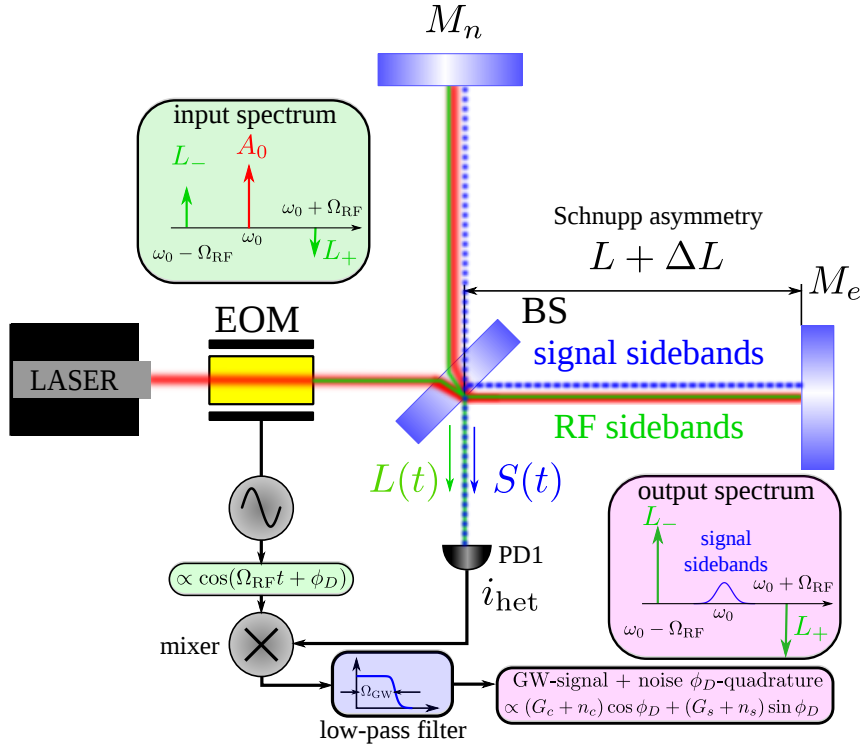 M_n
input spectrum
L_-
A_0
ω_0 + Ω_RF
ω_0
ω_0 − Ω_RF
L_+
Schnupp asymmetry
L + ΔL
M_e
EOM
BS
LASER
signal sidebands
RF sidebands
L(t)
S(t)
output spectrum
L_-
signal
sidebands
ω_0 + Ω_RF
ω_0
ω_0 − Ω_RF
L_+
PD1
i_het
∝ cos(Ω_RF t + ϕ_D)
mixer
Ω_GW
low-pass filter
GW-signal + noise ϕ_D-quadrature
∝ (G_c + n_c) cos ϕ_D + (G_s + n_s) sin ϕ_D